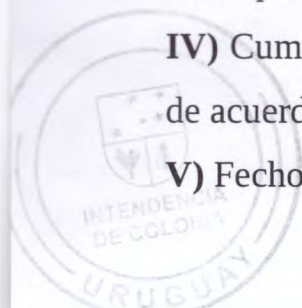 IV) Cum
de acuerd
V) Fecho
INTENDENCIA
DE COLONIA
URUGUAY